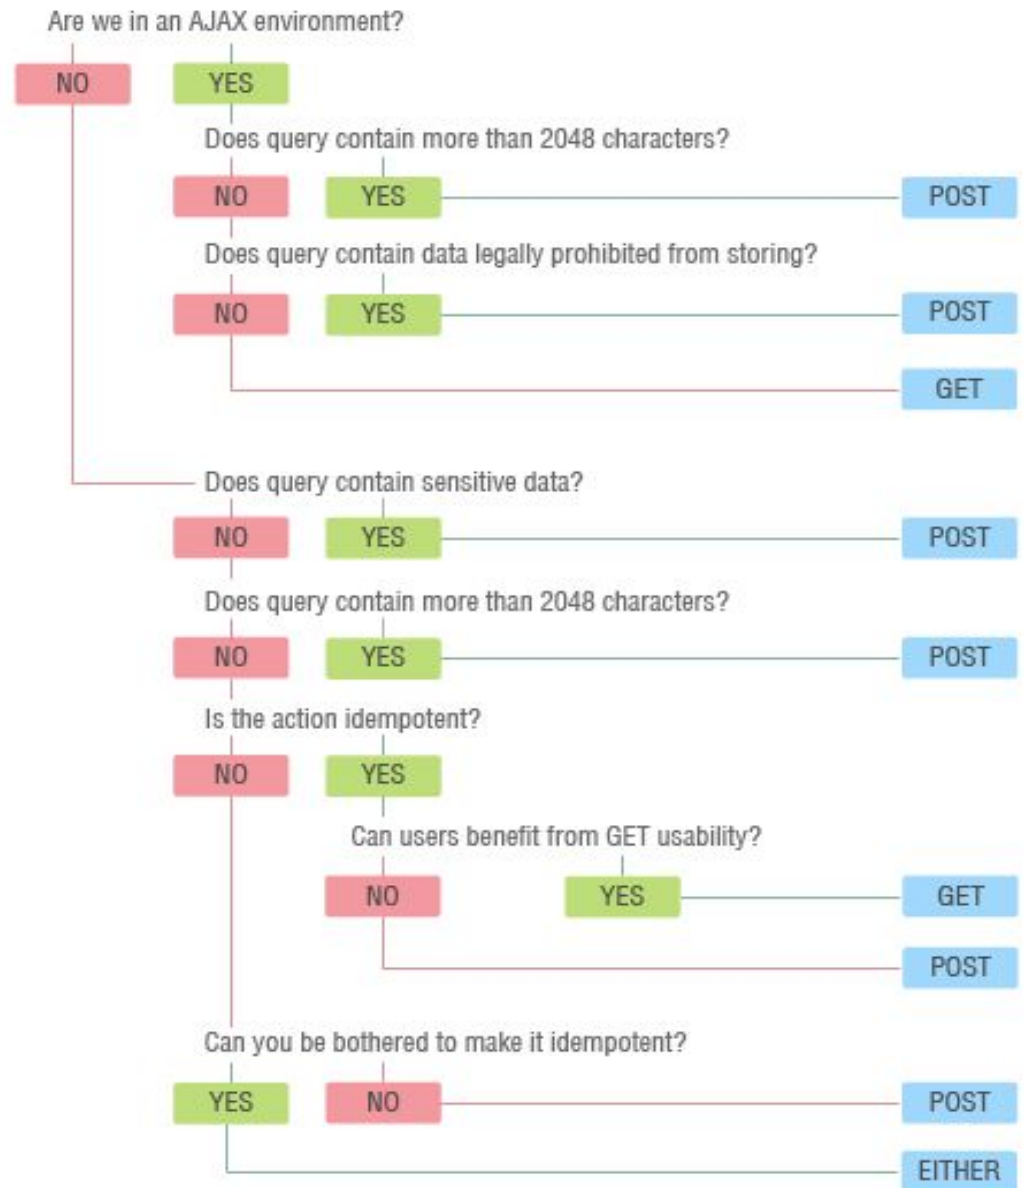 Are we in an AJAX environment?
NO YES
Does query contain more than 2048 characters?
NO YES POST
Does query contain data legally prohibited from storing?
NO YES POST
GET
Does query contain sensitive data?
NO YES POST
Does query contain more than 2048 characters?
NO YES POST
Is the action idempotent?
NO YES
Can users benefit from GET usability?
NO YES GET
POST
Can you be bothered to make it idempotent?
YES NO POST
EITHER